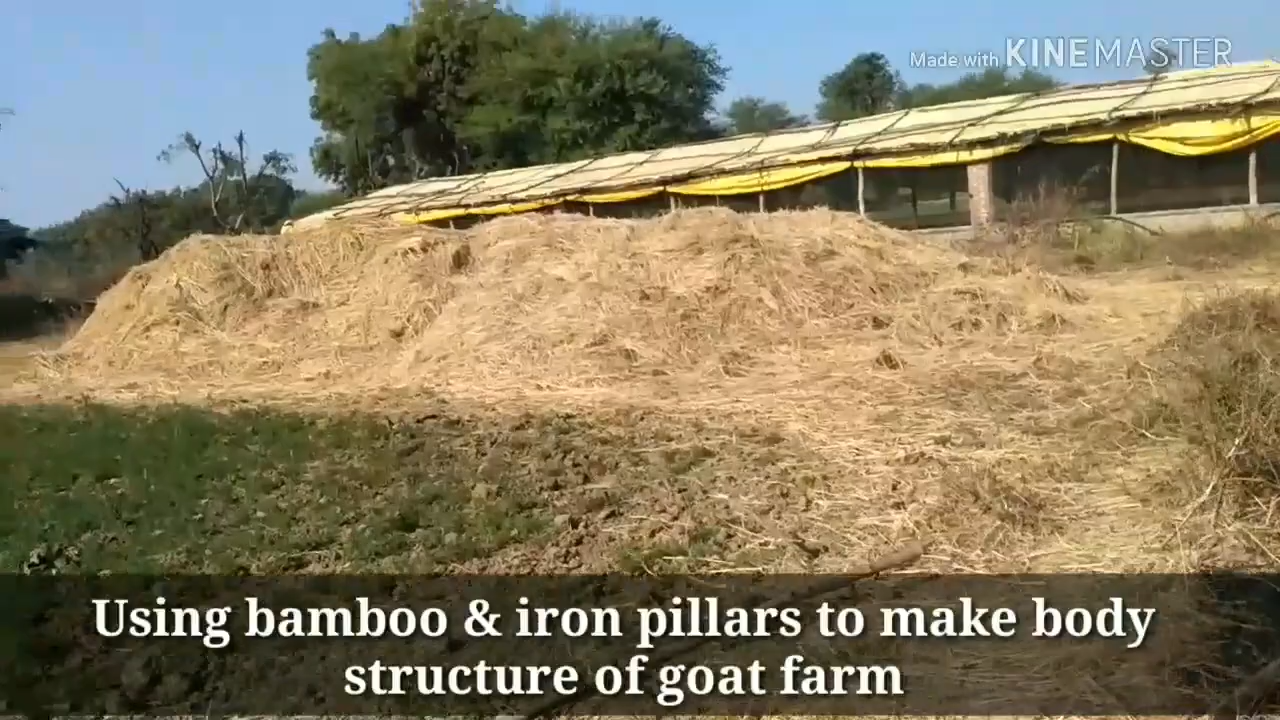 Made with KINEMASTER
Using bamboo & iron pillars to make body
structure of goat farm